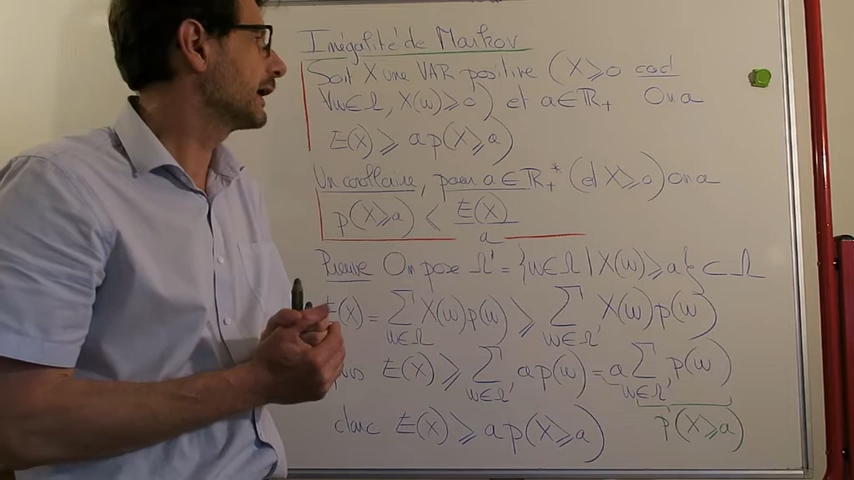 Inégalité de Markov
Soit X une VAR positive (X ⩾ 0 cad
∀w∈Ω, X(w) ⩾ 0) et a∈ℝ₊ On a
E(X) ⩾ a p(X ⩾ a)
Un corollaire, pour a∈ℝ₊* (et X ⩾ 0) on a
p(X ⩾ a) < E(X)/a
Preuve On pose Ω' = {w∈Ω | X(w) ⩾ a} ⊂ Ω
E(X) = ∑_{w∈Ω} X(w)p(w) ⩾ ∑_{w∈Ω'} X(w)p(w)
E(X) ⩾ ∑_{w∈Ω'} a p(w) = a ∑_{w∈Ω'} p(w)
donc E(X) ⩾ a p(X ⩾ a) p(X ⩾ a)